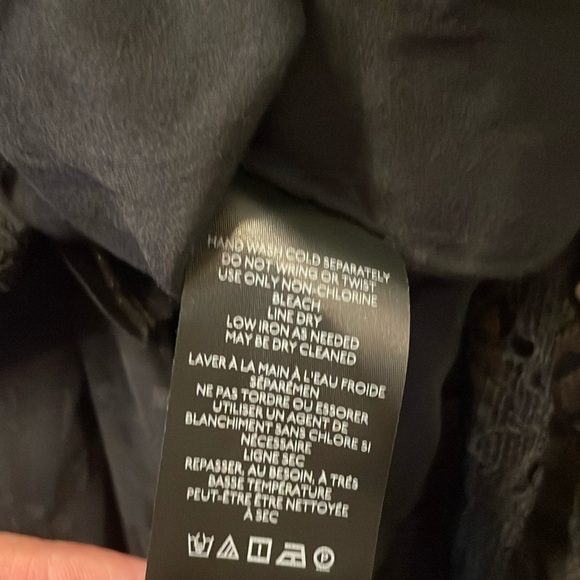 HAND WASH COLD SEPARATELY
DO NOT WRING OR TWIST
USE ONLY NON-CHLORINE
BLEACH
LINE DRY
LOW IRON AS NEEDED
MAY BE DRY CLEANED
LAVER À LA MAIN À L'EAU FROIDE
SÉPARÉMEN
NE PAS TORDRE OU ESSORER
UTILISER UN AGENT DE
BLANCHIMENT SANS CHLORE SI
NÉCESSAIRE
LIGNE SEC
REPASSER, AU BESOIN, À TRÉS
BASSE TEMPÉRATURE
PEUT-ÊTRE ÊTRE NETTOYÉE
À SEC
P